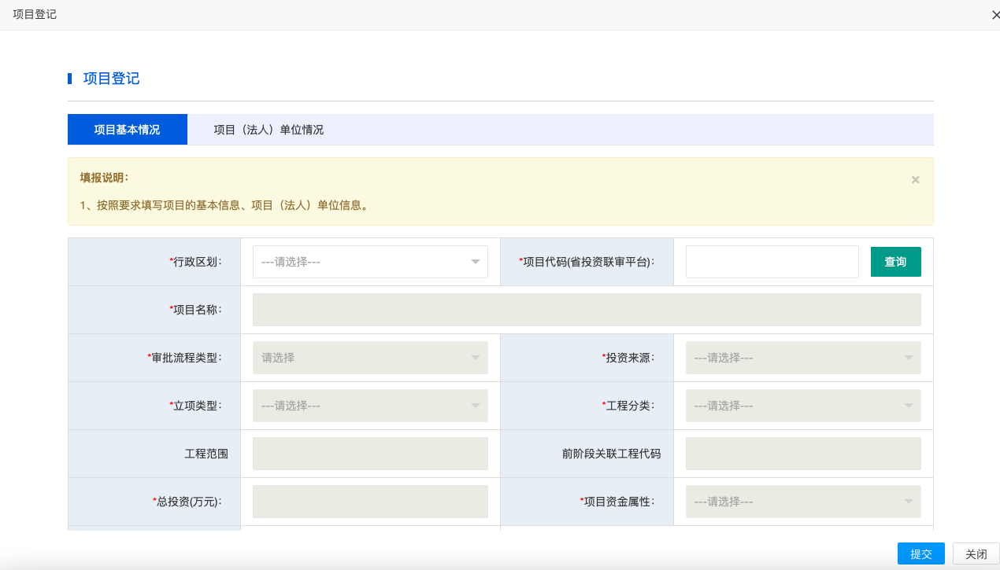 项目登记
项目登记
项目基本情况 项目（法人）单位情况
填报说明：
1、按照要求填写项目的基本信息、项目（法人）单位信息。
*行政区划： ---请选择--- *项目代码(省投资联审平台)： 查询
*项目名称：
*审批流程类型： 请选择 *投资来源： ---请选择---
*立项类型： ---请选择--- *工程分类： ---请选择---
工程范围 前阶段关联工程代码
*总投资(万元)： *项目资金属性： ---请选择---
提交 关闭